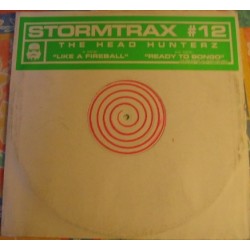 STORMTRAX #12
THE HEAD HUNTERZ
"LIKE A FIREBALL" "READY TO BONGO"